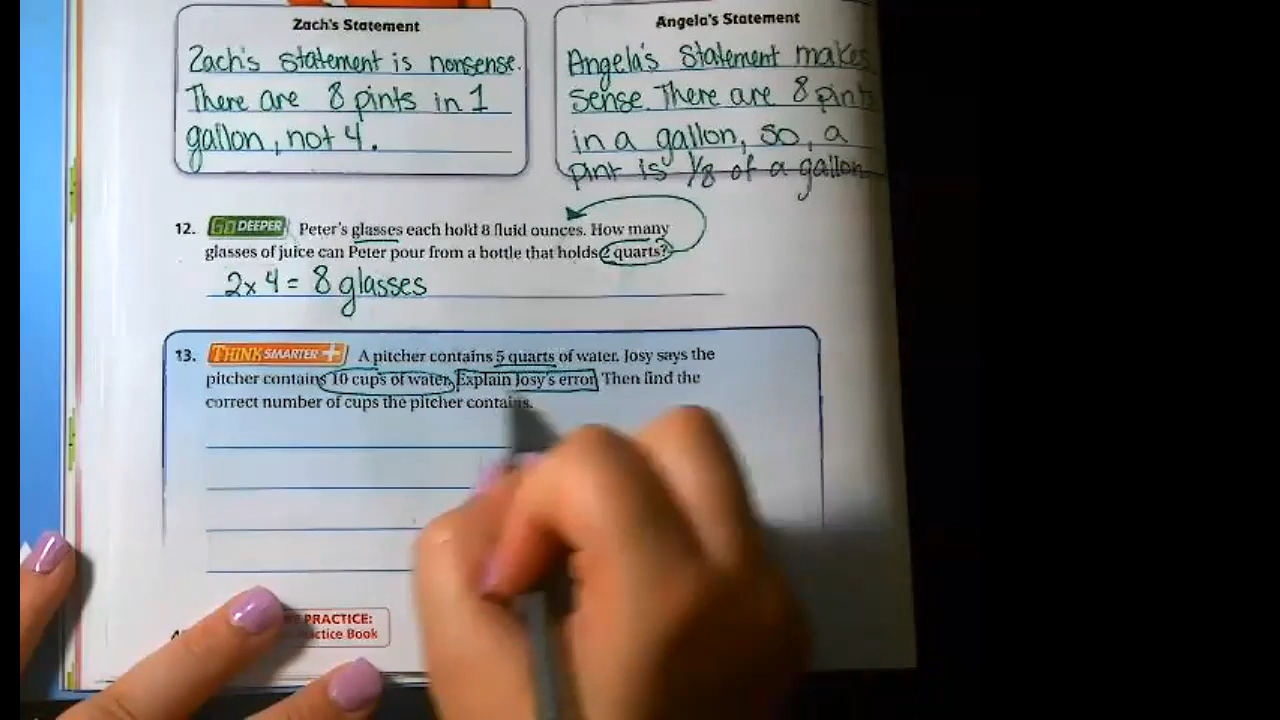 Zach's Statement
Zach's statement is nonsense.
There are 8 pints in 1
gallon, not 4.
Angela's Statement
Angela's statement makes
sense. There are 8 pints
in a gallon, so, a
pint is 1/8 of a gallon
12. GO DEEPER Peter's glasses each hold 8 fluid ounces. How many
glasses of juice can Peter pour from a bottle that holds 2 quarts?
2 x 4 = 8 glasses
13. THINK SMARTER + A pitcher contains 5 quarts of water. Josy says the
pitcher contains 10 cups of water. Explain Josy's error. Then find the
correct number of cups the pitcher contains.
PRACTICE:
Practice Book